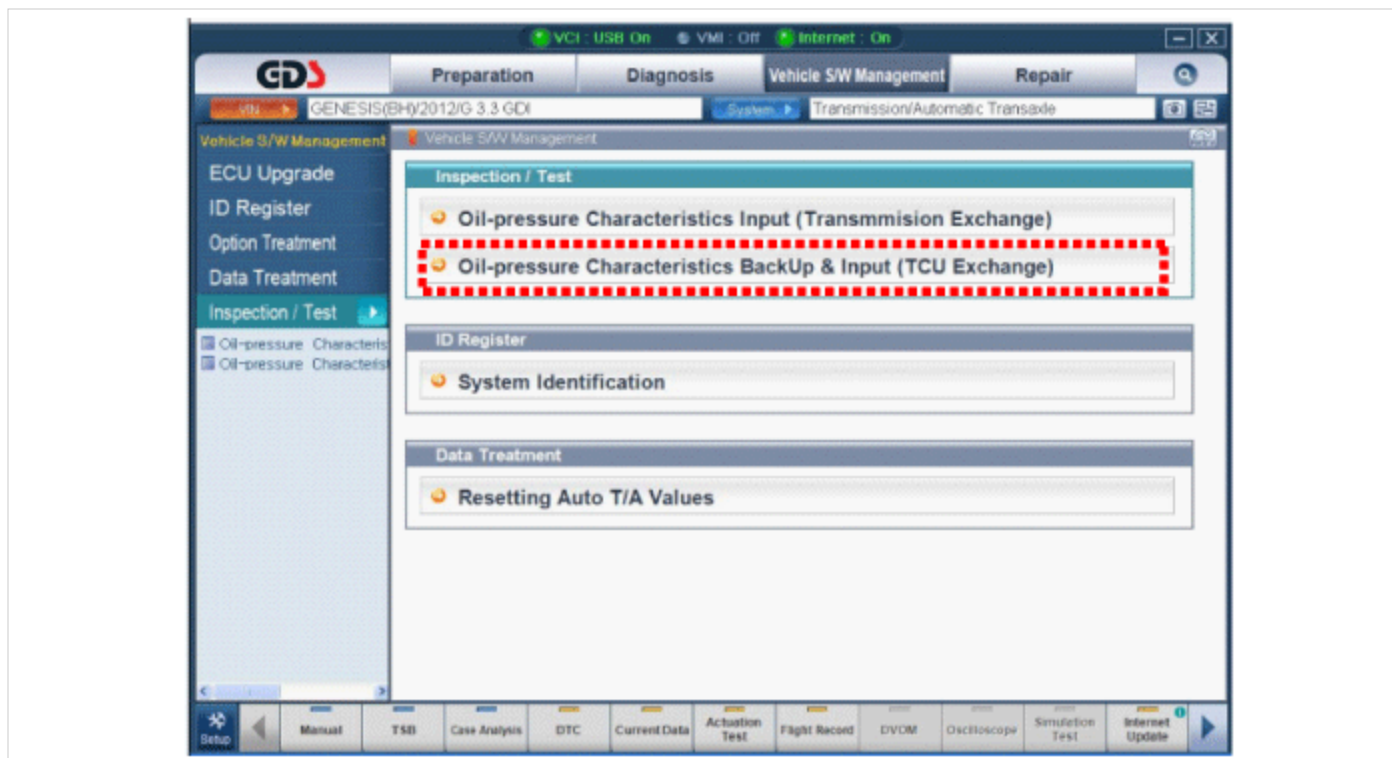 VCI : USB On VMI : Off Internet : On
GDS Preparation Diagnosis Vehicle S/W Management Repair
VIN GENESIS(BH)/2012/G 3.3 GDI System Transmission/Automatic Transaxle
Vehicle S/W Management
ECU Upgrade
ID Register
Option Treatment
Data Treatment
Inspection / Test
Oil-pressure Characteris
Oil-pressure Characterist
Vehicle S/W Management
Inspection / Test
Oil-pressure Characteristics Input (Transmmision Exchange)
Oil-pressure Characteristics BackUp & Input (TCU Exchange)
ID Register
System Identification
Data Treatment
Resetting Auto T/A Values
Setup Manual TSB Case Analysis DTC Current Data Actuation Test Flight Record DVOM Oscilloscope Simulation Test Internet Update